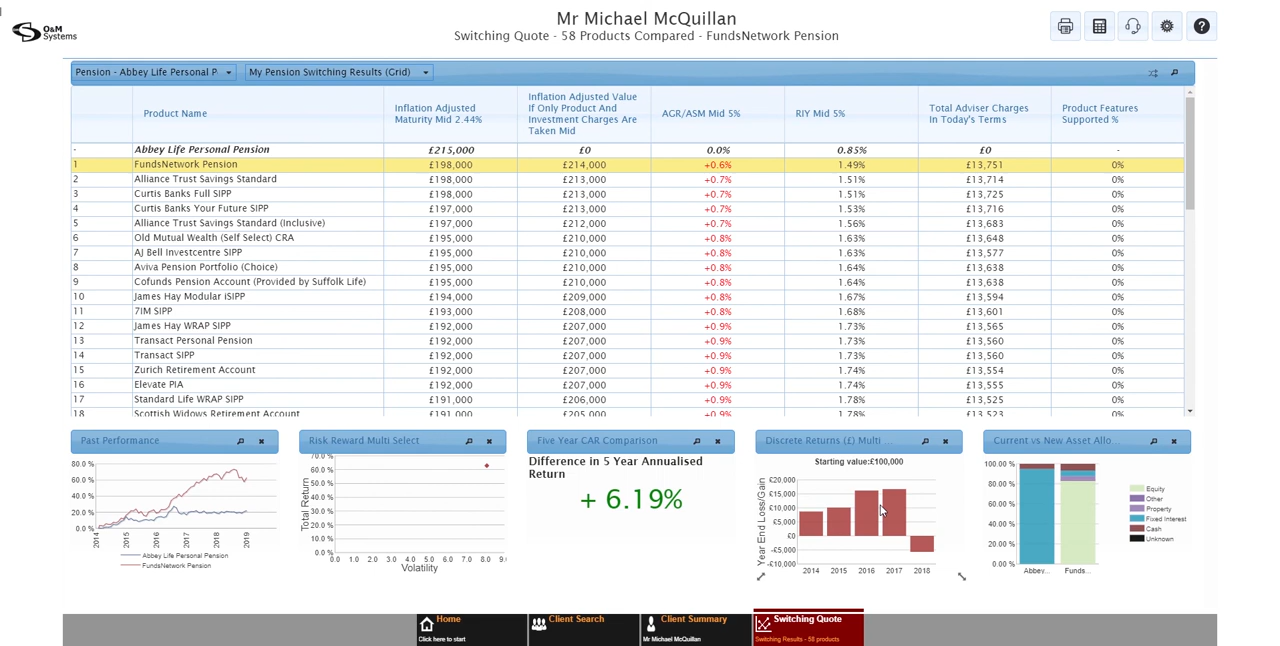 O&M
Systems
Mr Michael McQuillan
Switching Quote - 58 Products Compared - FundsNetwork Pension
Pension - Abbey Life Personal P. My Pension Switching Results (Grid)
Product Name
Inflation Adjusted
Maturity Mid 2.44%
Inflation Adjusted Value
If Only Product And
Investment Charges Are
Taken Mid
AGR/ASM Mid 5%
RIY Mid 5%
Total Adviser Charges
In Today's Terms
Product Features
Supported %
- Abbey Life Personal Pension £215,000 £0 0.0% 0.85% £0 -
1 FundsNetwork Pension £198,000 £214,000 +0.6% 1.49% £13,751 0%
2 Alliance Trust Savings Standard £198,000 £213,000 +0.7% 1.51% £13,714 0%
3 Curtis Banks Full SIPP £198,000 £213,000 +0.7% 1.51% £13,725 0%
4 Curtis Banks Your Future SIPP £197,000 £213,000 +0.7% 1.53% £13,716 0%
5 Alliance Trust Savings Standard (Inclusive) £197,000 £212,000 +0.7% 1.56% £13,683 0%
6 Old Mutual Wealth (Self Select) CRA £195,000 £210,000 +0.8% 1.63% £13,648 0%
7 AJ Bell Investcentre SIPP £195,000 £210,000 +0.8% 1.63% £13,577 0%
8 Aviva Pension Portfolio (Choice) £195,000 £210,000 +0.8% 1.64% £13,638 0%
9 Cofunds Pension Account (Provided by Suffolk Life) £195,000 £210,000 +0.8% 1.64% £13,638 0%
10 James Hay Modular iSIPP £194,000 £209,000 +0.8% 1.67% £13,594 0%
11 7IM SIPP £193,000 £208,000 +0.8% 1.68% £13,601 0%
12 James Hay WRAP SIPP £192,000 £207,000 +0.9% 1.73% £13,565 0%
13 Transact Personal Pension £192,000 £207,000 +0.9% 1.73% £13,560 0%
14 Transact SIPP £192,000 £207,000 +0.9% 1.73% £13,560 0%
15 Zurich Retirement Account £192,000 £207,000 +0.9% 1.74% £13,554 0%
16 Elevate PIA £192,000 £207,000 +0.9% 1.74% £13,555 0%
17 Standard Life WRAP SIPP £191,000 £206,000 +0.9% 1.78% £13,525 0%
18 Scottish Widows Retirement Account £191,000 £205,000 +0.9% 1.78% £13,523 0%
Past Performance
80.0 %
60.0 %
40.0 %
20.0 %
0.0 %
2014 2015 2016 2017 2018 2019
Abbey Life Personal Pension
FundsNetwork Pension
Risk Reward Multi Select
Total Return
70.0 %
60.0 %
50.0 %
40.0 %
30.0 %
20.0 %
10.0 %
0.0 %
0.0 1.0 2.0 3.0 4.0 5.0 6.0 7.0 8.0 9.
Volatility
Five Year CAR Comparison
Difference in 5 Year Annualised
Return
+ 6.19%
Discrete Returns (£) Multi ...
Starting value:£100,000
Year End Loss/Gain
£20,000
£15,000
£10,000
£5,000
£0
-£5,000
-£10,000
2014 2015 2016 2017 2018
Current vs New Asset Allo...
100.00 %
80.00 %
60.00 %
40.00 %
20.00 %
0.00 %
Abbey... Funds...
Equity
Other
Property
Fixed Interest
Cash
Unknown
Home
Click here to start
Client Search
Client Summary
Mr Michael McQuillan
Switching Quote
Switching Results - 58 products